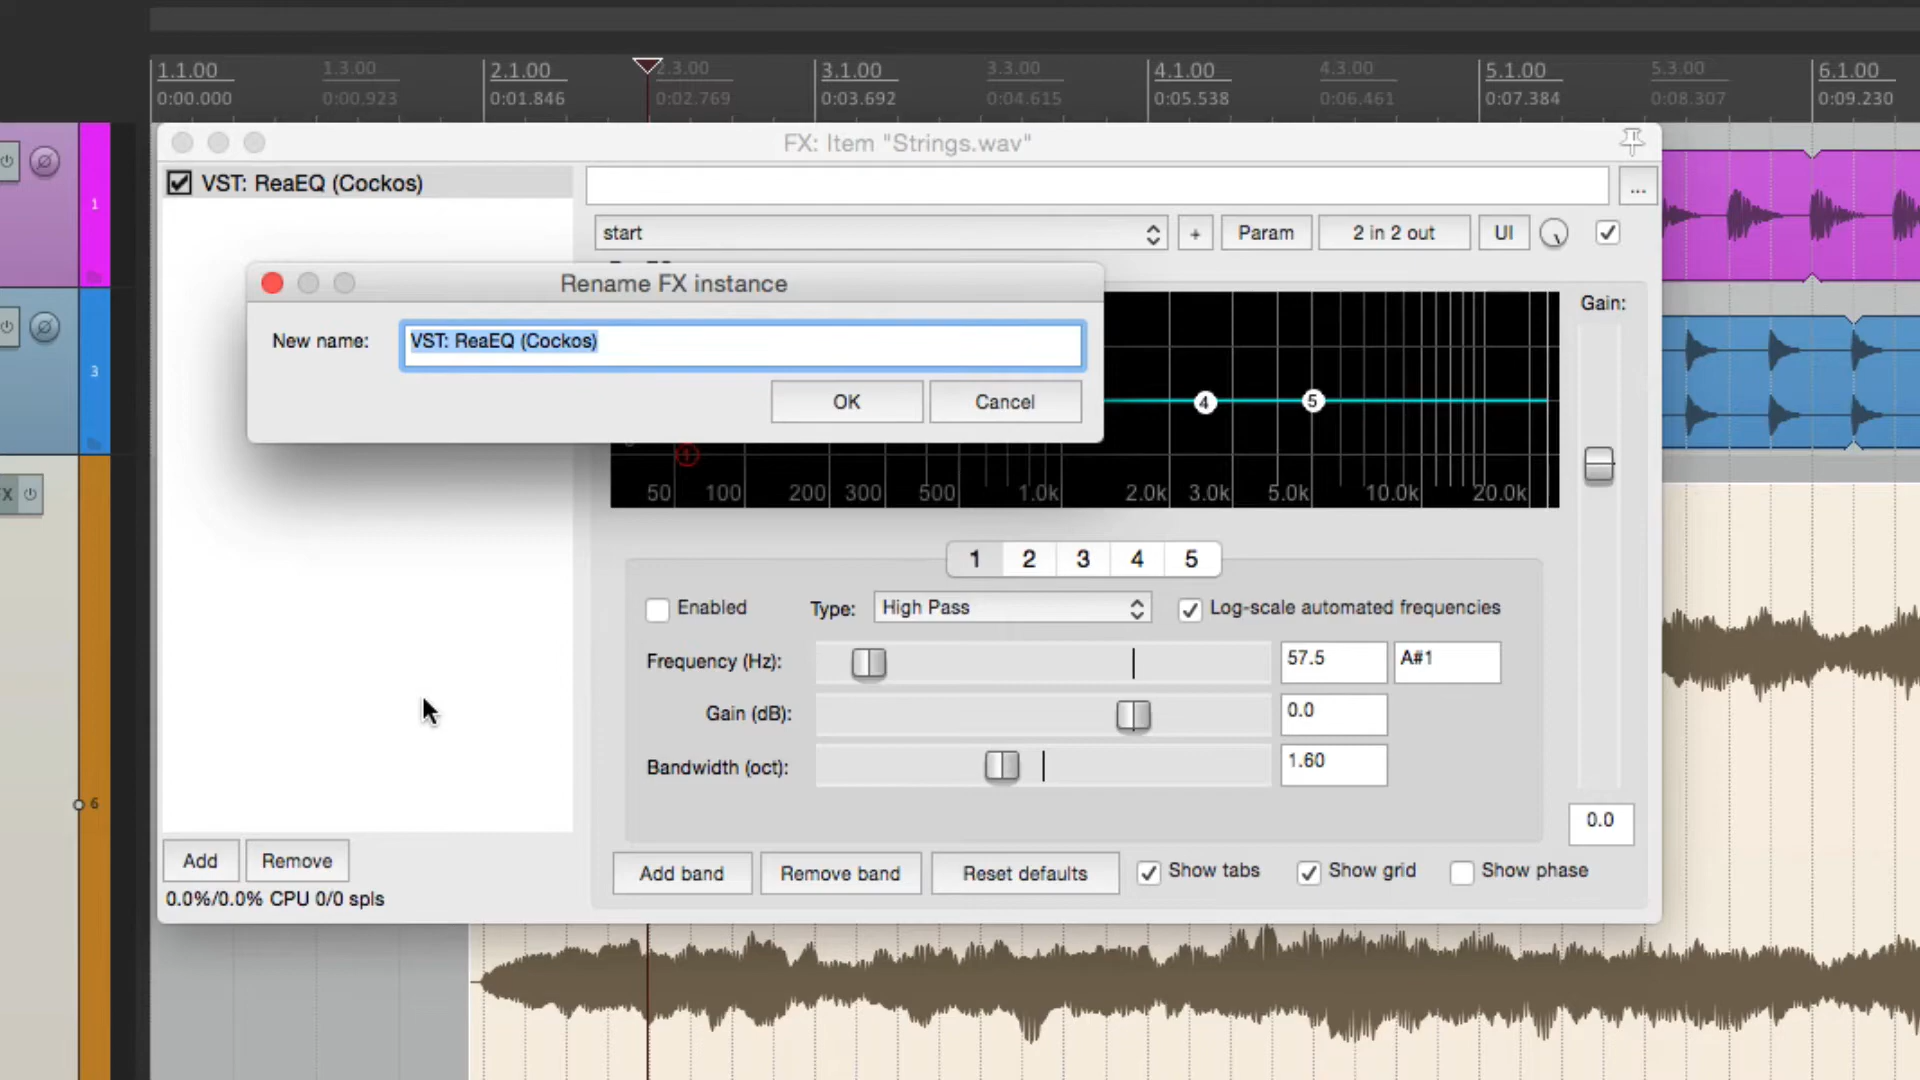 1.1.00 1.3.00 2.1.00 2.3.00 3.1.00 3.3.00 4.1.00 4.3.00 5.1.00 5.3.00 6.1.00
0:00.000 0:00.923 0:01.846 0:02.769 0:03.692 0:04.615 0:05.538 0:06.461 0:07.384 0:08.307 0:09.230
FX: Item "Strings.wav"
VST: ReaEQ (Cockos)
...
start + Param 2 in 2 out UI
1
Rename FX instance
Gain:
New name: VST: ReaEQ (Cockos)
3
OK Cancel
4 5
1
50 100 200 300 500 1.0k 2.0k 3.0k 5.0k 10.0k 20.0k
X
1 2 3 4 5
Enabled Type: High Pass Log-scale automated frequencies
Frequency (Hz): 57.5 A#1
Gain (dB): 0.0
Bandwidth (oct): 1.60
6
0.0
Add Remove
Add band Remove band Reset defaults Show tabs Show grid Show phase
0.0%/0.0% CPU 0/0 spls